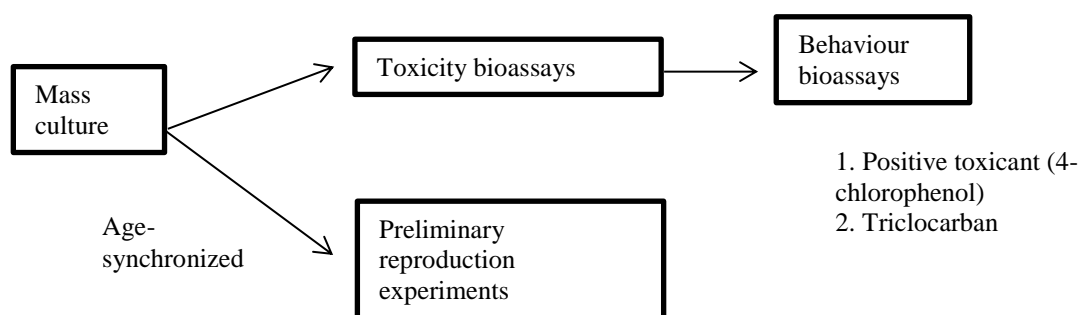 Mass
culture
Toxicity bioassays
Behaviour
bioassays
1. Positive toxicant (4-
chlorophenol)
2. Triclocarban
Age-
synchronized
Preliminary
reproduction
experiments